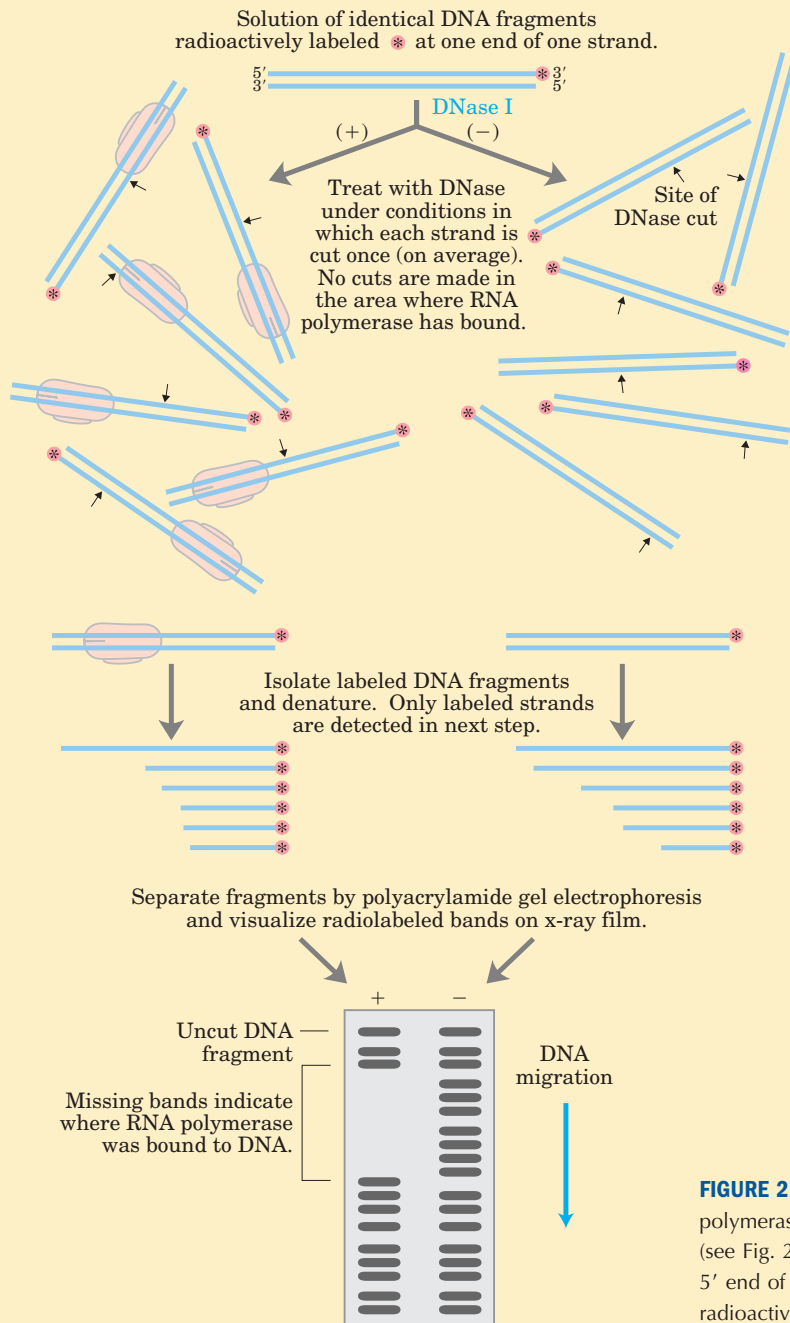 Solution of identical DNA fragments
radioactively labeled * at one end of one strand.
5′ * 3′
3′ 5′
DNase I
(+) (−)
Treat with DNase
under conditions in
which each strand is
cut once (on average).
No cuts are made in
the area where RNA
polymerase has bound.
Site of
DNase cut
Isolate labeled DNA fragments
and denature. Only labeled strands
are detected in next step.
Separate fragments by polyacrylamide gel electrophoresis
and visualize radiolabeled bands on x-ray film.
+ −
Uncut DNA
fragment
Missing bands indicate
where RNA polymerase
was bound to DNA.
DNA
migration
FIGURE 2
polymeras
(see Fig. 2
5′ end of
radioactiv